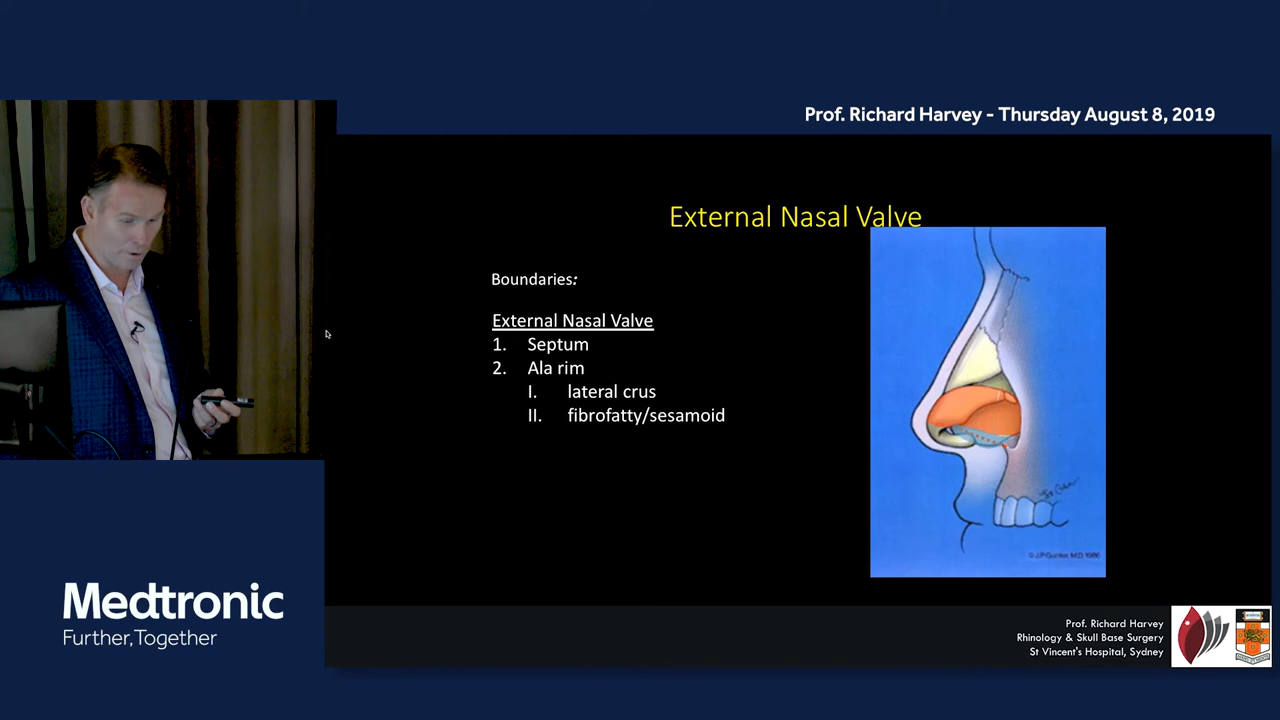 Prof. Richard Harvey - Thursday August 8, 2019
External Nasal Valve
Boundaries:
External Nasal Valve
1. Septum
2. Ala rim
I. lateral crus
II. fibrofatty/sesamoid
© J.P.Gunter, M.D. 1986
Medtronic
Further, Together
Prof. Richard Harvey
Rhinology & Skull Base Surgery
St Vincent's Hospital, Sydney